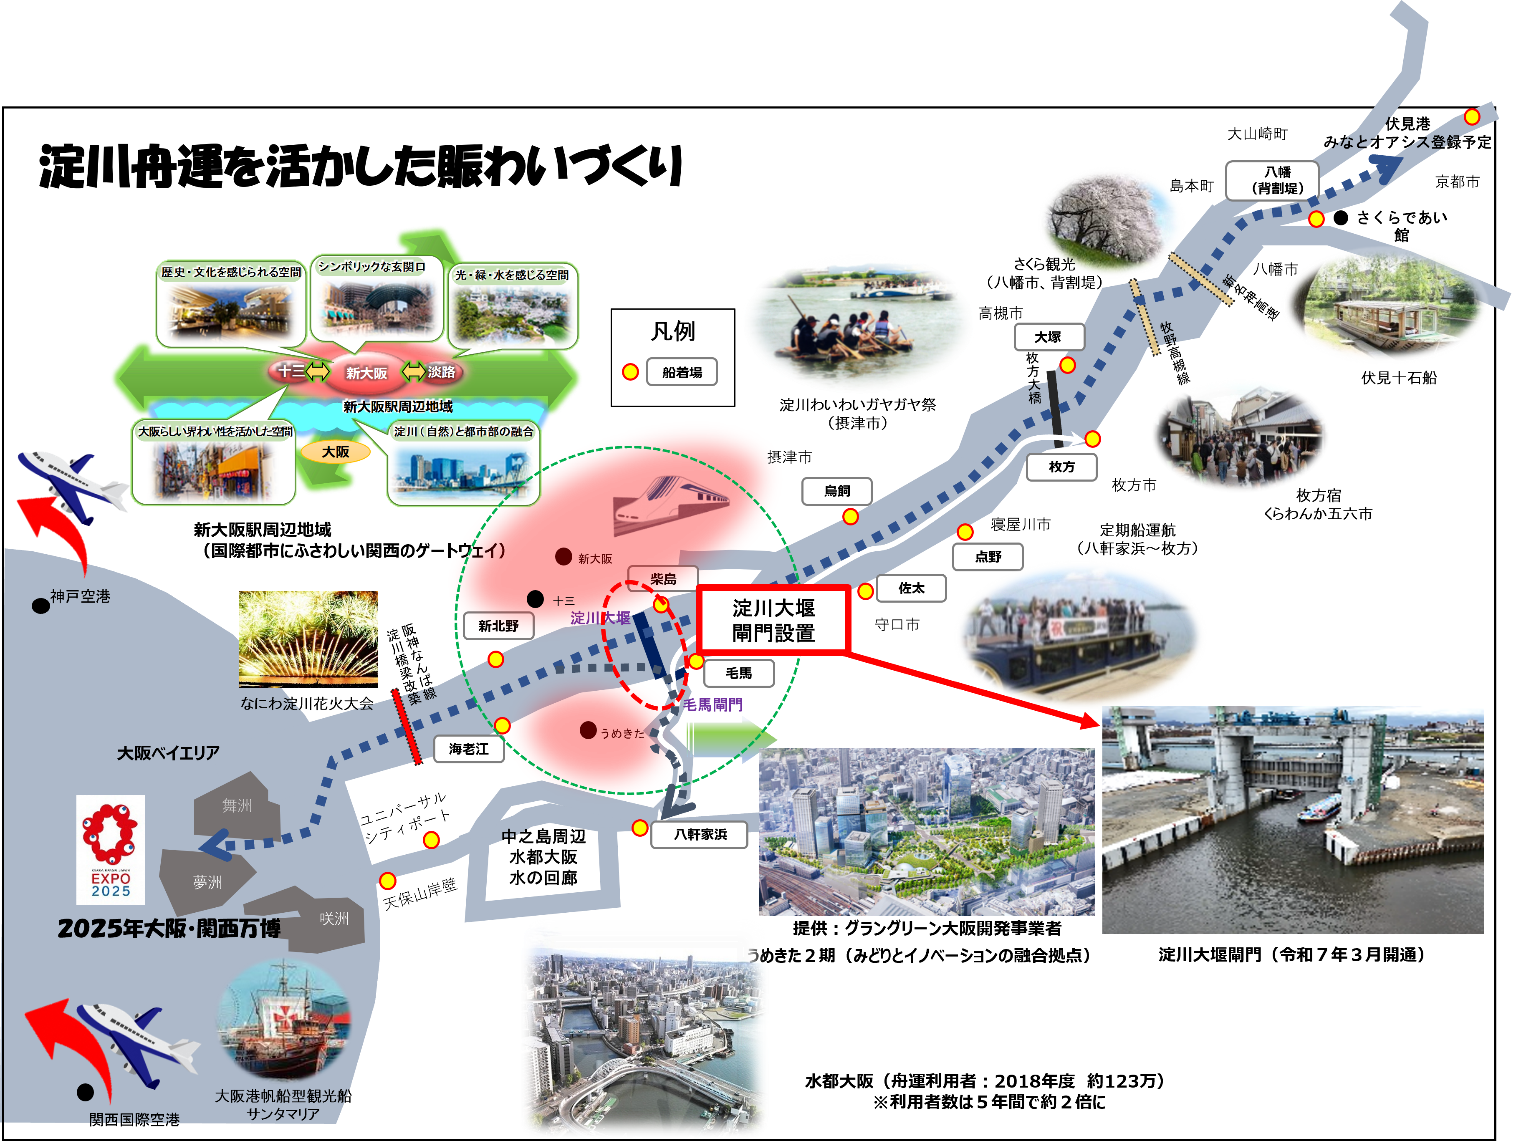 淀川舟運を活かした賑わいづくり
大山崎町
伏見港
みなとオアシス登録予定
八幡
（背割堤）
島本町
京都市
さくらであい
館
八幡市
新名神高速
さくら観光
（八幡市、背割堤）
高槻市
大塚
枚方大橋
牧野高槻線
伏見十石船
歴史・文化を感じられる空間
シンボリックな玄関口
光・緑・水を感じる空間
十三
新大阪
淡路
新大阪駅周辺地域
大阪らしい界わい性を活かした空間
淀川（自然）と都市部の融合
大阪
新大阪駅周辺地域
（国際都市にふさわしい関西のゲートウェイ）
凡例
船着場
淀川わいわいガヤガヤ祭
（摂津市）
摂津市
鳥飼
枚方
枚方市
枚方宿
くらわんか五六市
寝屋川市
点野
定期船運航
（八軒家浜～枚方）
佐太
守口市
新大阪
十三
柴島
淀川大堰
新北野
淀川大堰
閘門設置
毛馬
毛馬閘門
うめきた
海老江
阪神なんば線
淀川橋梁改築
なにわ淀川花火大会
神戸空港
大阪ベイエリア
舞洲
夢洲
咲洲
OSAKA, KANSAI, JAPAN
EXPO
2025
2025年大阪・関西万博
ユニバーサル
シティポート
天保山岸壁
中之島周辺
水都大阪
水の回廊
八軒家浜
提供：グラングリーン大阪開発事業者
うめきた２期（みどりとイノベーションの融合拠点）
淀川大堰閘門（令和７年３月開通）
大阪港帆船型観光船
サンタマリア
関西国際空港
水都大阪（舟運利用者：2018年度　約123万）
※利用者数は５年間で約２倍に